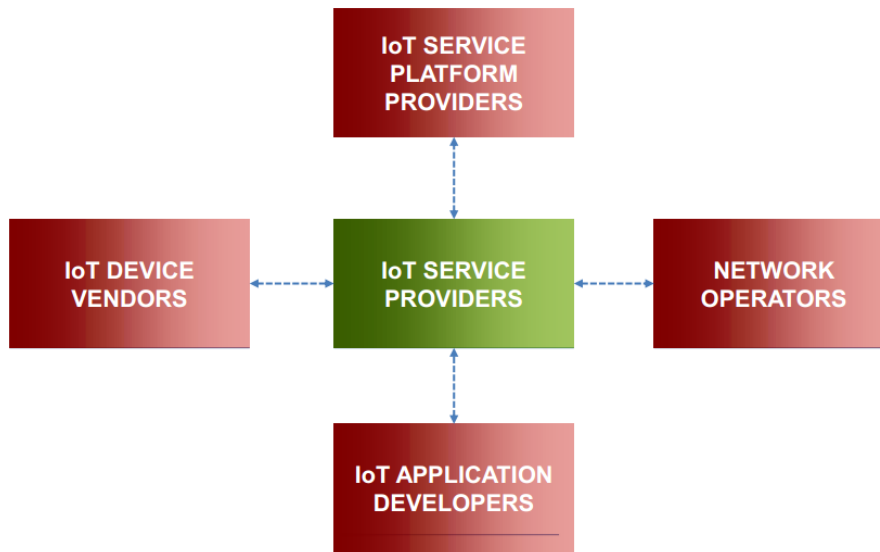 IoT SERVICE
PLATFORM
PROVIDERS
IoT DEVICE
VENDORS
IoT SERVICE
PROVIDERS
NETWORK
OPERATORS
IoT APPLICATION
DEVELOPERS